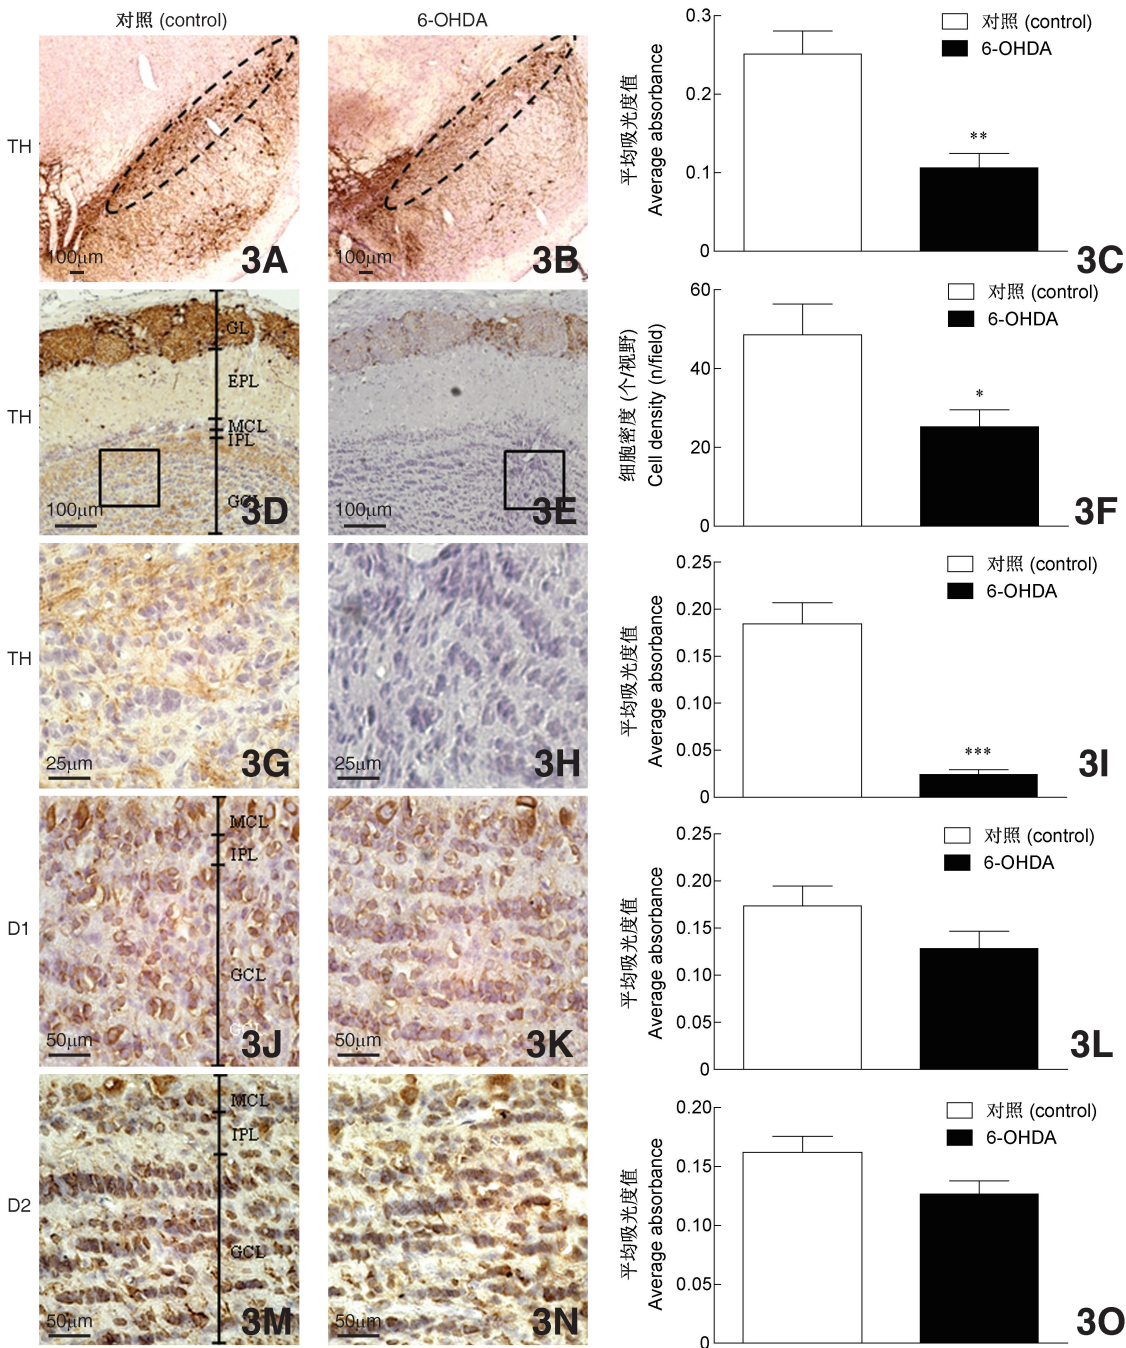 对照 (control)
6-OHDA
TH
100μm
3A
100μm
3B
0.3
0.2
0.1
0
平均吸光度值
Average absorbance
对照 (control)
6-OHDA
**
3C
TH
GL
EPL
MCL
IPL
GCL
100μm
3D
100μm
3E
60
40
20
0
细胞密度 (个/视野)
Cell density (n/field)
对照 (control)
6-OHDA
*
3F
TH
25μm
3G
25μm
3H
0.25
0.20
0.15
0.10
0.05
0
平均吸光度值
Average absorbance
对照 (control)
6-OHDA
***
3I
D1
MCL
IPL
GCL
50μm
3J
50μm
3K
0.25
0.20
0.15
0.10
0.05
0
平均吸光度值
Average absorbance
对照 (control)
6-OHDA
3L
D2
MCL
IPL
GCL
50μm
3M
50μm
3N
0.20
0.15
0.10
0.05
0
平均吸光度值
Average absorbance
对照 (control)
6-OHDA
3O